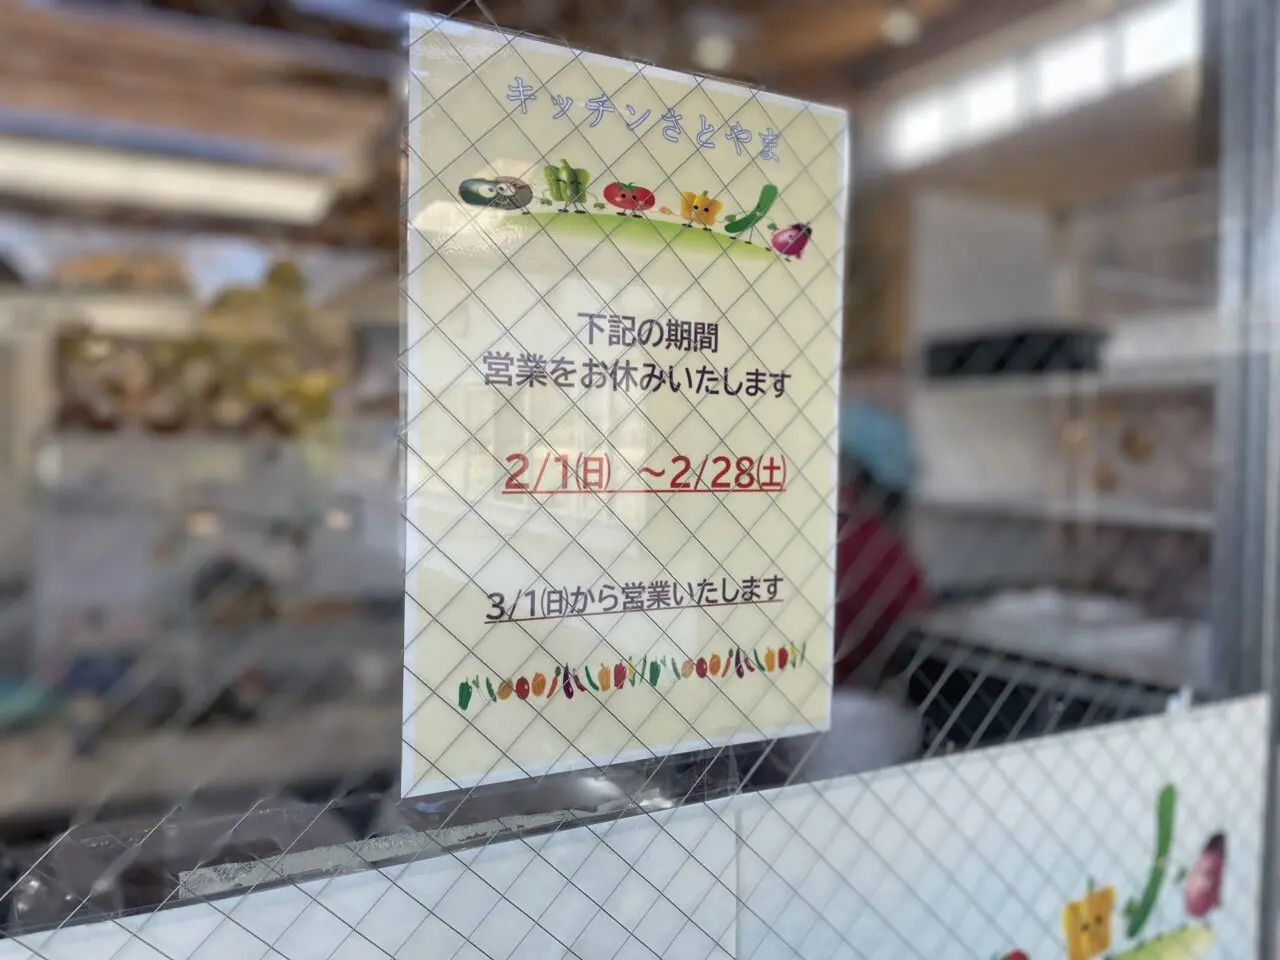 キッチンさとやま
下記の期間
営業をお休みいたします
2/1㈰ ～2/28㈯
3/1㈰から営業いたします